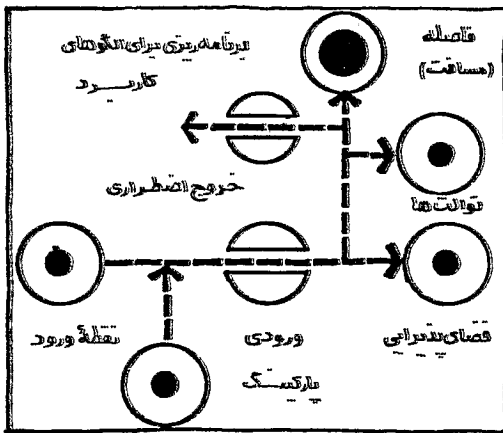 برنامه ریزی برای الگوهای
کاربرد
فاصله
(مسافت)
توالت ها
خروج اضطراری
نقطهٔ ورود
ورودی
فضای پذیرایی
پارکینگ